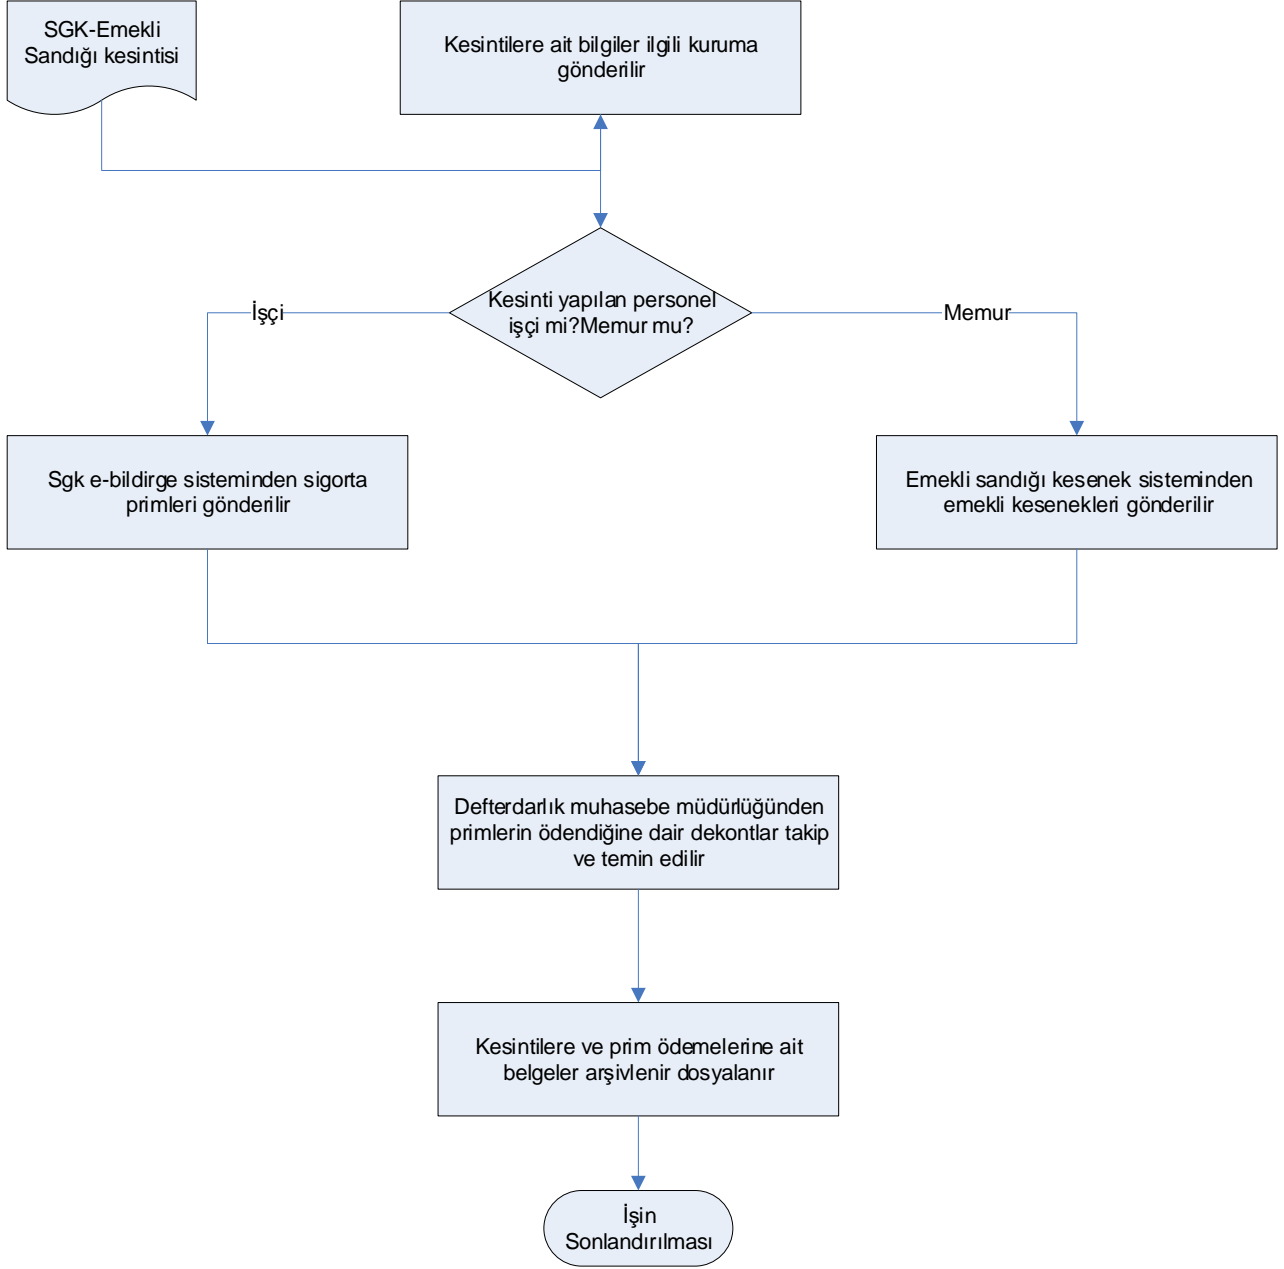 SGK-Emekli
Sandığı kesintisi
Kesintilere ait bilgiler ilgili kuruma
gönderilir
Kesinti yapılan personel
işçi mi?Memur mu?
İşçi
Memur
Sgk e-bildirge sisteminden sigorta
primleri gönderilir
Emekli sandığı kesenek sisteminden
emekli kesenekleri gönderilir
Defterdarlık muhasebe müdürlüğünden
primlerin ödendiğine dair dekontlar takip
ve temin edilir
Kesintilere ve prim ödemelerine ait
belgeler arşivlenir dosyalanır
İşin
Sonlandırılması